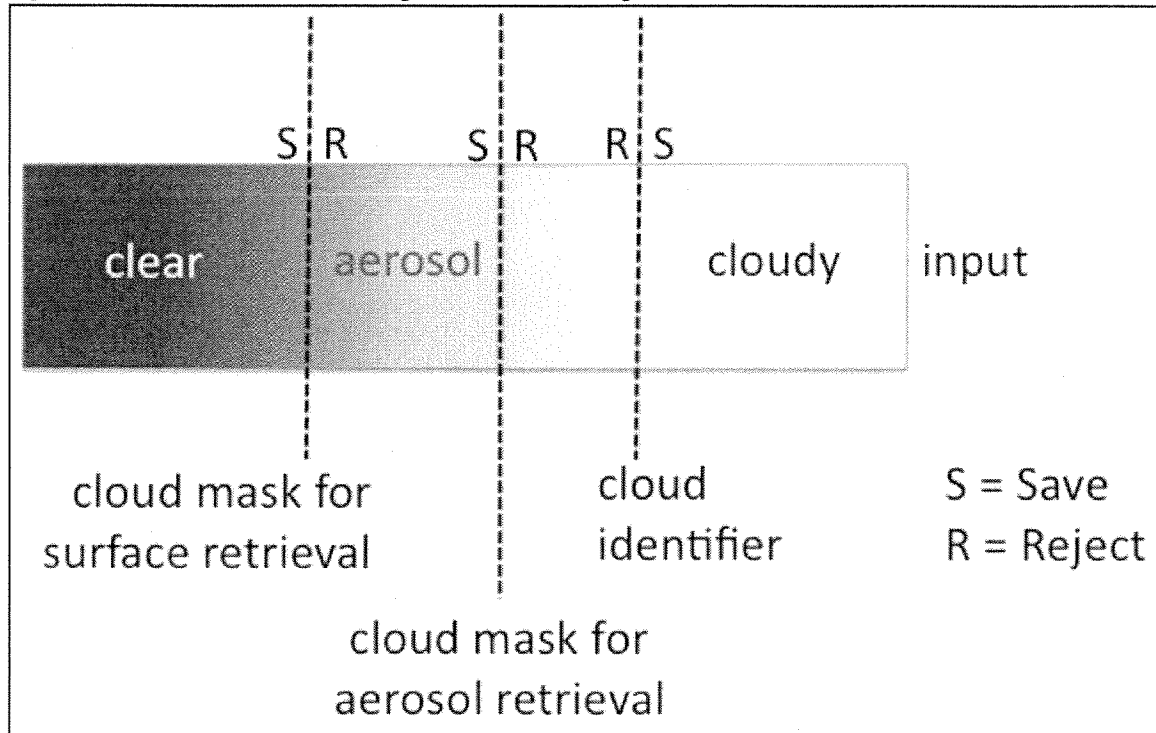 S R
S R
R S
clear
aerosol
cloudy
input
cloud mask for
surface retrieval
cloud mask for
aerosol retrieval
cloud
identifier
S = Save
R = Reject